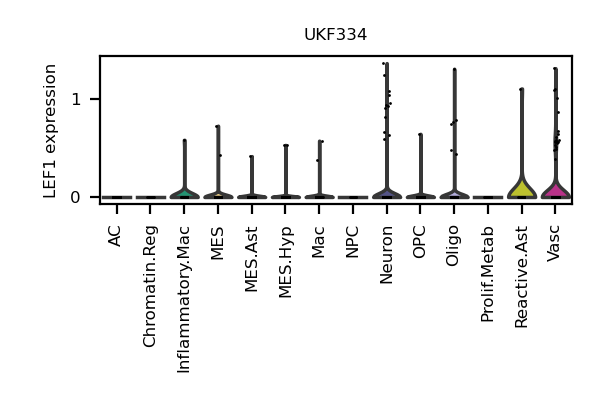 UKF334
LEF1 expression
1
0
AC
Chromatin.Reg
Inflammatory.Mac
MES
MES.Ast
MES.Hyp
Mac
NPC
Neuron
OPC
Oligo
Prolif.Metab
Reactive.Ast
Vasc